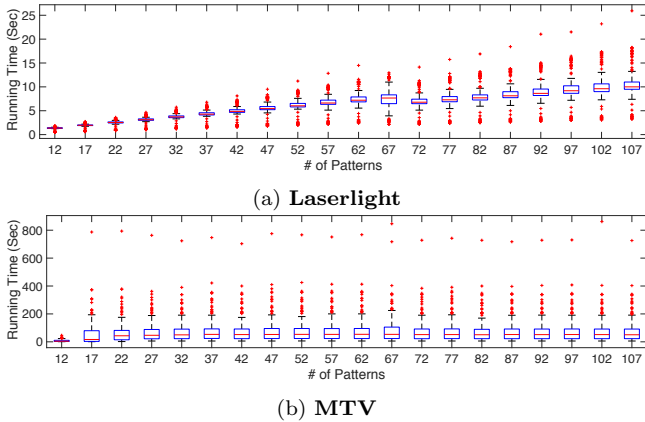 Running Time (Sec)
25
20
15
10
5
0
12 17 22 27 32 37 42 47 52 57 62 67 72 77 82 87 92 97 102 107
# of Patterns
(a) Laserlight
Running Time (Sec)
800
600
400
200
0
12 17 22 27 32 37 42 47 52 57 62 67 72 77 82 87 92 97 102 107
# of Patterns
(b) MTV